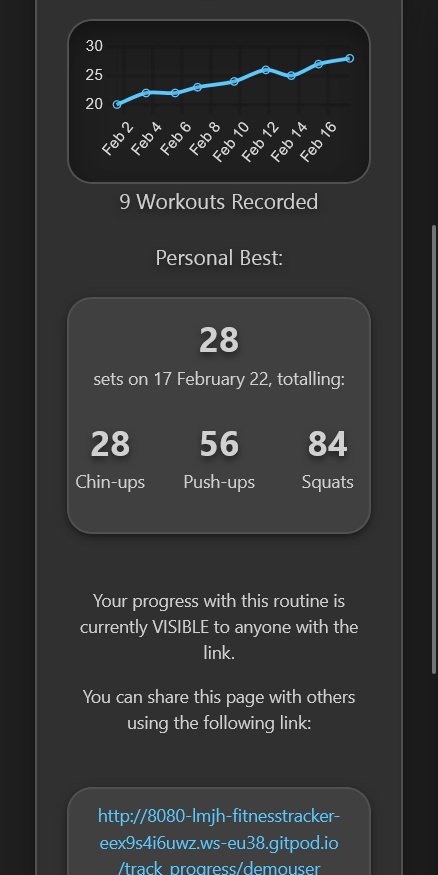 30
25
20
Feb 2
Feb 4
Feb 6
Feb 8
Feb 10
Feb 12
Feb 14
Feb 16
9 Workouts Recorded
Personal Best:
28
sets on 17 February 22, totalling:
28 56 84
Chin-ups Push-ups Squats
Your progress with this routine is
currently VISIBLE to anyone with the
link.
You can share this page with others
using the following link:
http://8080-lmjh-fitnesstracker-
eex9s4i6uwz.ws-eu38.gitpod.io
/track_progress/demouser